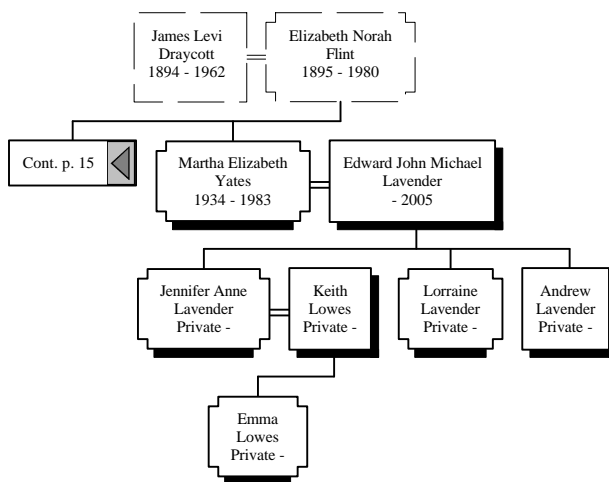 James Levi
Draycott
1894 - 1962
Elizabeth Norah
Flint
1895 - 1980
Cont. p. 15
Martha Elizabeth
Yates
1934 - 1983
Edward John Michael
Lavender
- 2005
Jennifer Anne
Lavender
Private -
Keith
Lowes
Private -
Lorraine
Lavender
Private -
Andrew
Lavender
Private -
Emma
Lowes
Private -